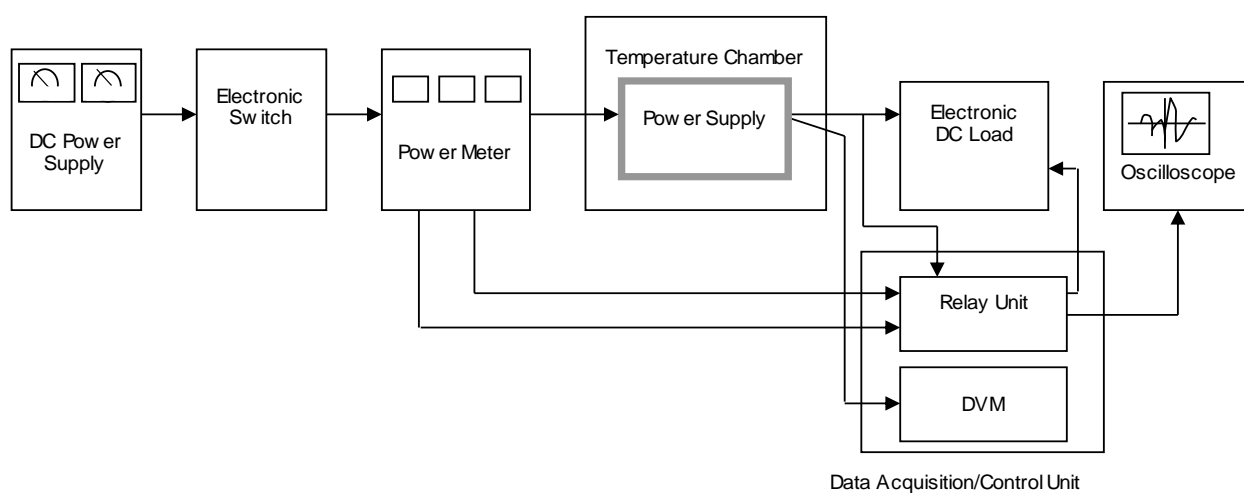 DC Power
Supply
Electronic
Switch
Power Meter
Temperature Chamber
Power Supply
Electronic
DC Load
Oscilloscope
Relay Unit
DVM
Data Acquisition/Control Unit